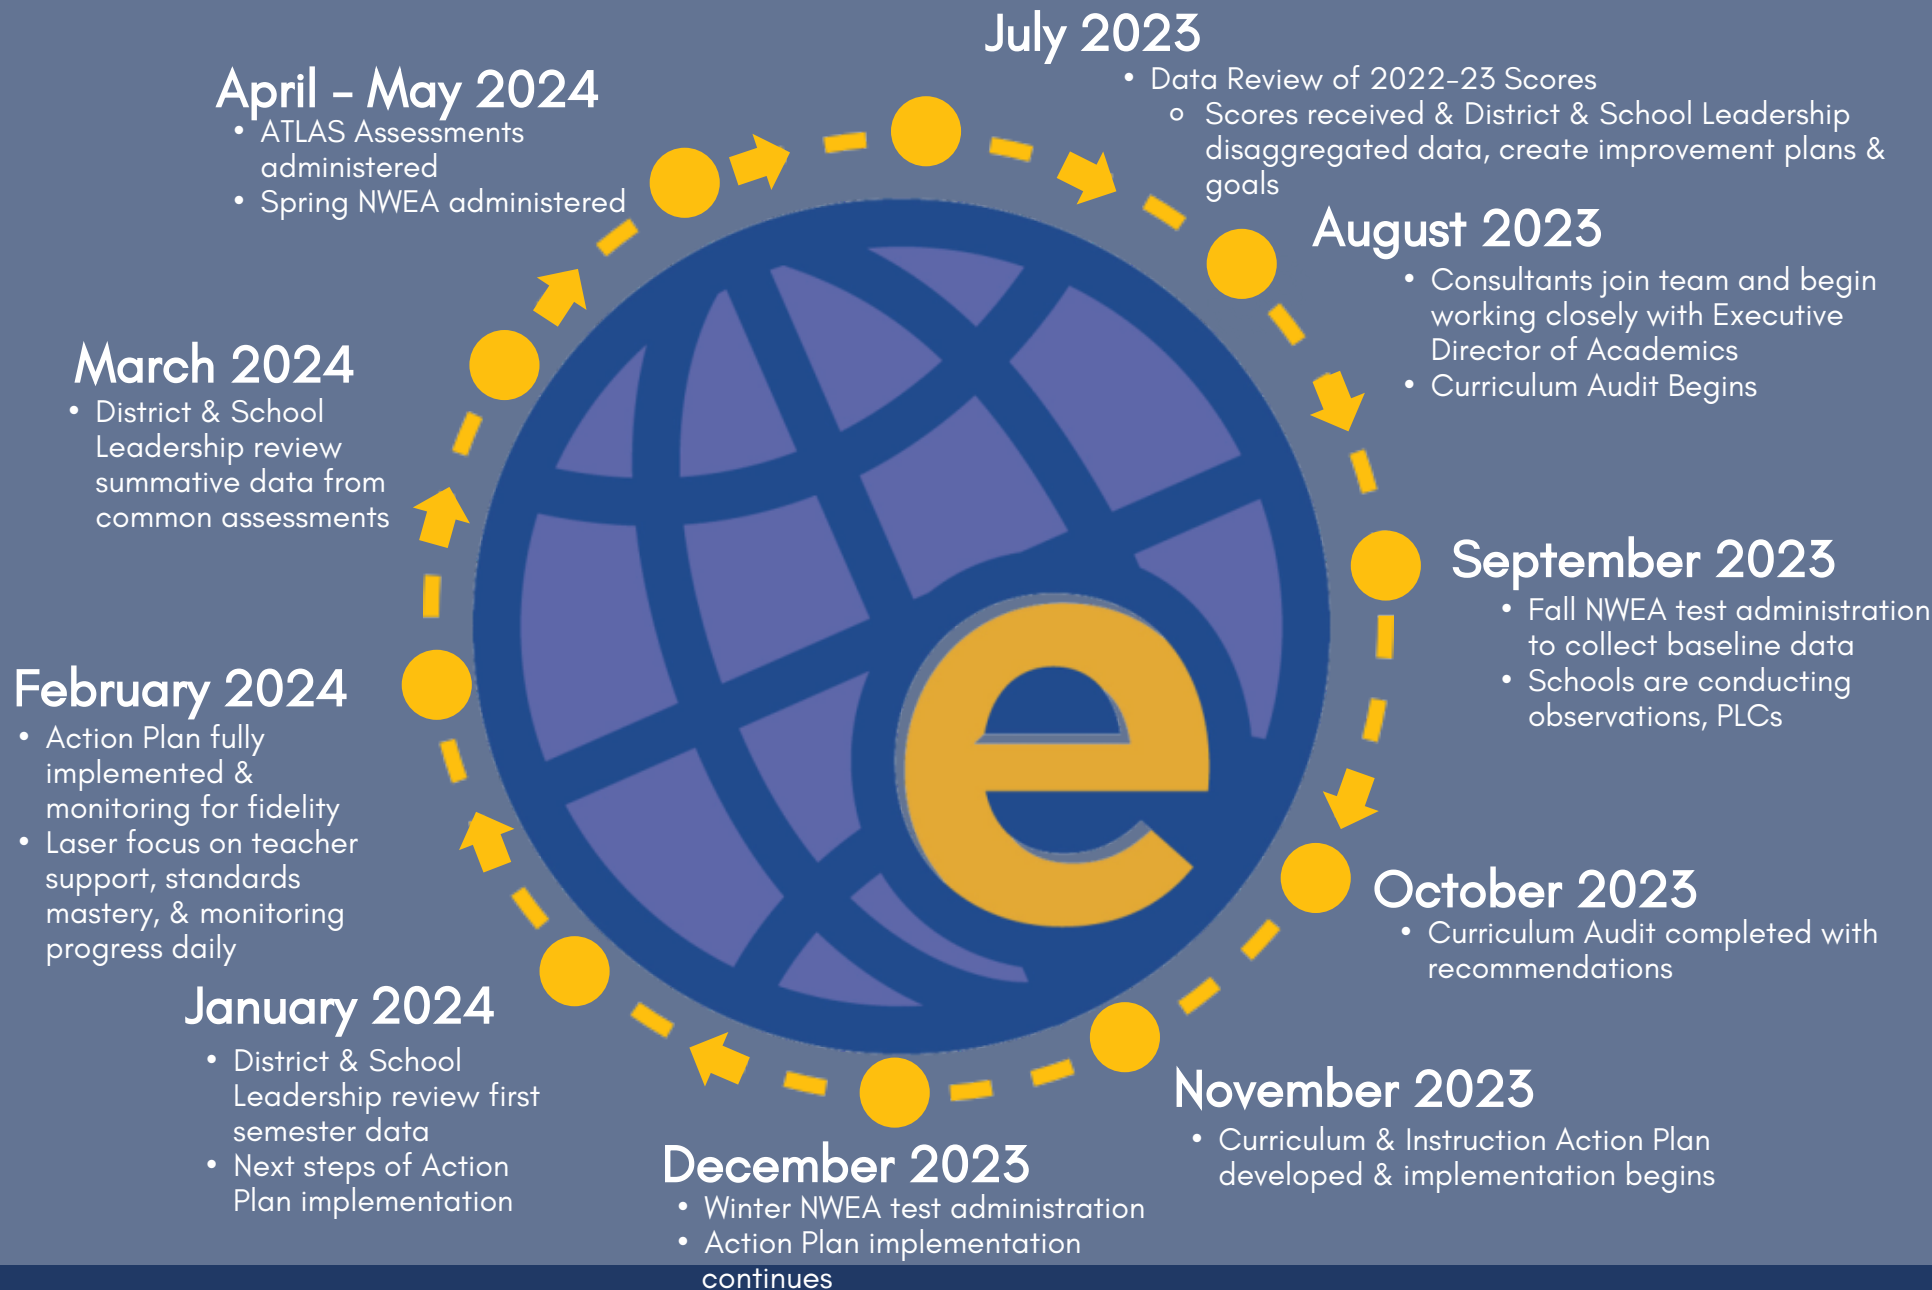 July 2023
• Data Review of 2022-23 Scores
○ Scores received & District & School Leadership
disaggregated data, create improvement plans &
goals
August 2023
• Consultants join team and begin
working closely with Executive
Director of Academics
• Curriculum Audit Begins
September 2023
• Fall NWEA test administration
to collect baseline data
• Schools are conducting
observations, PLCs
October 2023
• Curriculum Audit completed with
recommendations
November 2023
• Curriculum & Instruction Action Plan
developed & implementation begins
December 2023
• Winter NWEA test administration
• Action Plan implementation
continues
January 2024
• District & School
Leadership review first
semester data
• Next steps of Action
Plan implementation
February 2024
• Action Plan fully
implemented &
monitoring for fidelity
• Laser focus on teacher
support, standards
mastery, & monitoring
progress daily
March 2024
• District & School
Leadership review
summative data from
common assessments
April - May 2024
• ATLAS Assessments
administered
• Spring NWEA administered
e